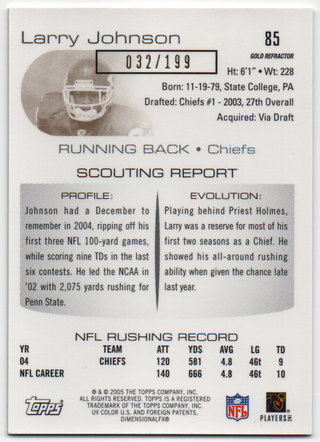 Larry Johnson
85
GOLD REFRACTOR
032/199
Ht: 6'1" • Wt: 228
Born: 11-19-79, State College, PA
Drafted: Chiefs #1 - 2003, 27th Overall
Acquired: Via Draft
RUNNING BACK • Chiefs
SCOUTING REPORT
PROFILE:
Johnson had a December to
remember in 2004, ripping off his
first three NFL 100-yard games,
while scoring nine TDs in the last
six contests. He led the NCAA in
'02 with 2,075 yards rushing for
Penn State.
EVOLUTION:
Playing behind Priest Holmes,
Larry was a reserve for most of his
first two seasons as a Chief. He
showed his all-around rushing
ability when given the chance late
last year.
NFL RUSHING RECORD
YR TEAM ATT YDS AVG LG TD
04 CHIEFS 120 581 4.8 46t 9
NFL CAREER 140 666 4.8 46t 10
® & © 2005 THE TOPPS COMPANY, INC.
ALL RIGHTS RESERVED. TOPPS IS A REGISTERED
TRADEMARK OF THE TOPPS COMPANY, INC.
UV COLOR U.S. AND FOREIGN PATENTS.
DIMENSIONALFX®.
Topps
NFL
PLAYERS